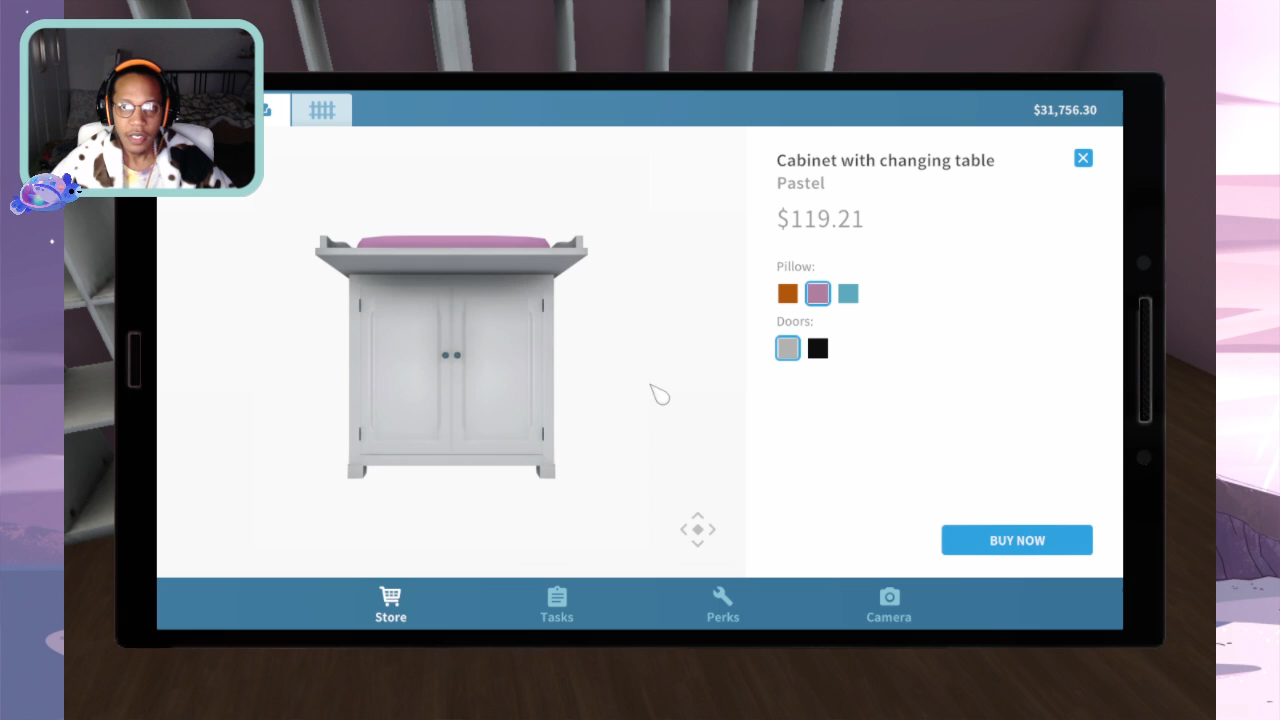 $31,756.30
Cabinet with changing table
Pastel
$119.21
Pillow:
Doors:
BUY NOW
Store
Tasks
Perks
Camera